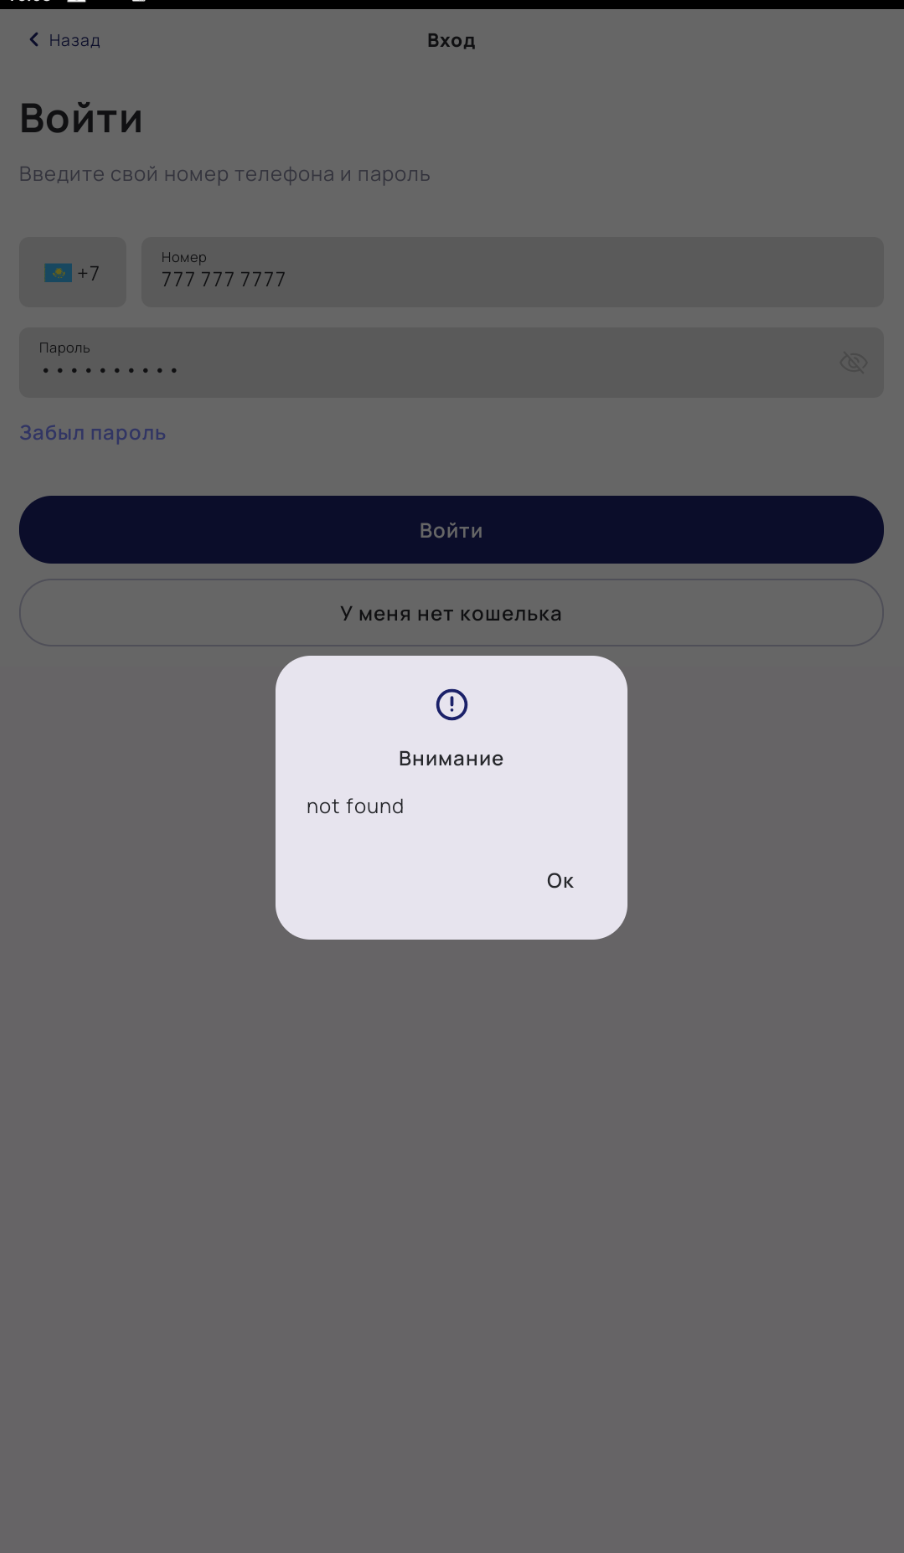 Назад
Вход
Войти
Введите свой номер телефона и пароль
Номер
+7
777 777 7777
Пароль
••••••••••
Забыл пароль
Войти
У меня нет кошелька
Внимание
not found
Ок